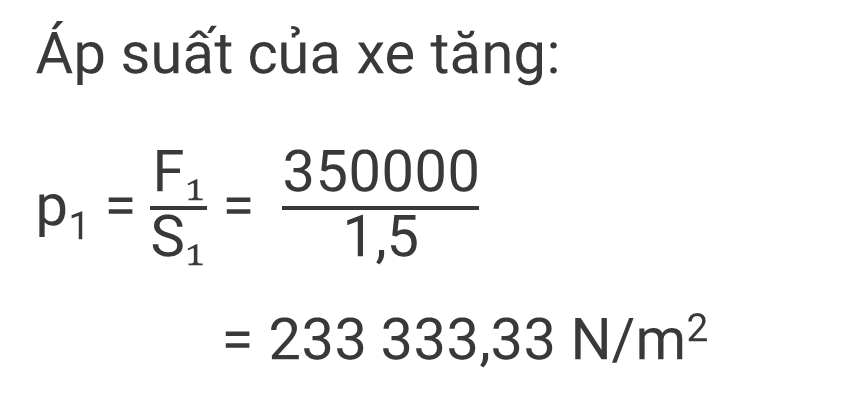 Áp suất của xe tăng:
p₁ = F₁/S₁ = 350000/1,5
= 233 333,33 N/m²